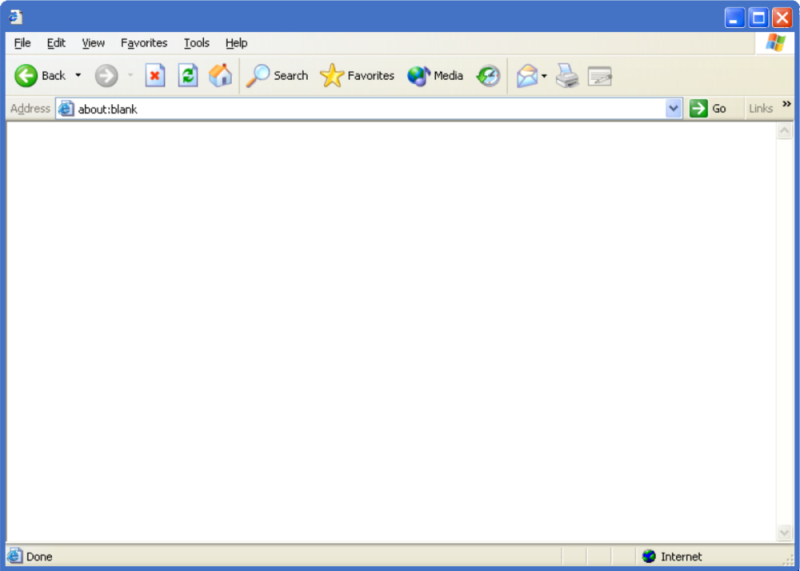 File Edit View Favorites Tools Help
Back Search Favorites Media
Address about:blank Go Links »
Done Internet